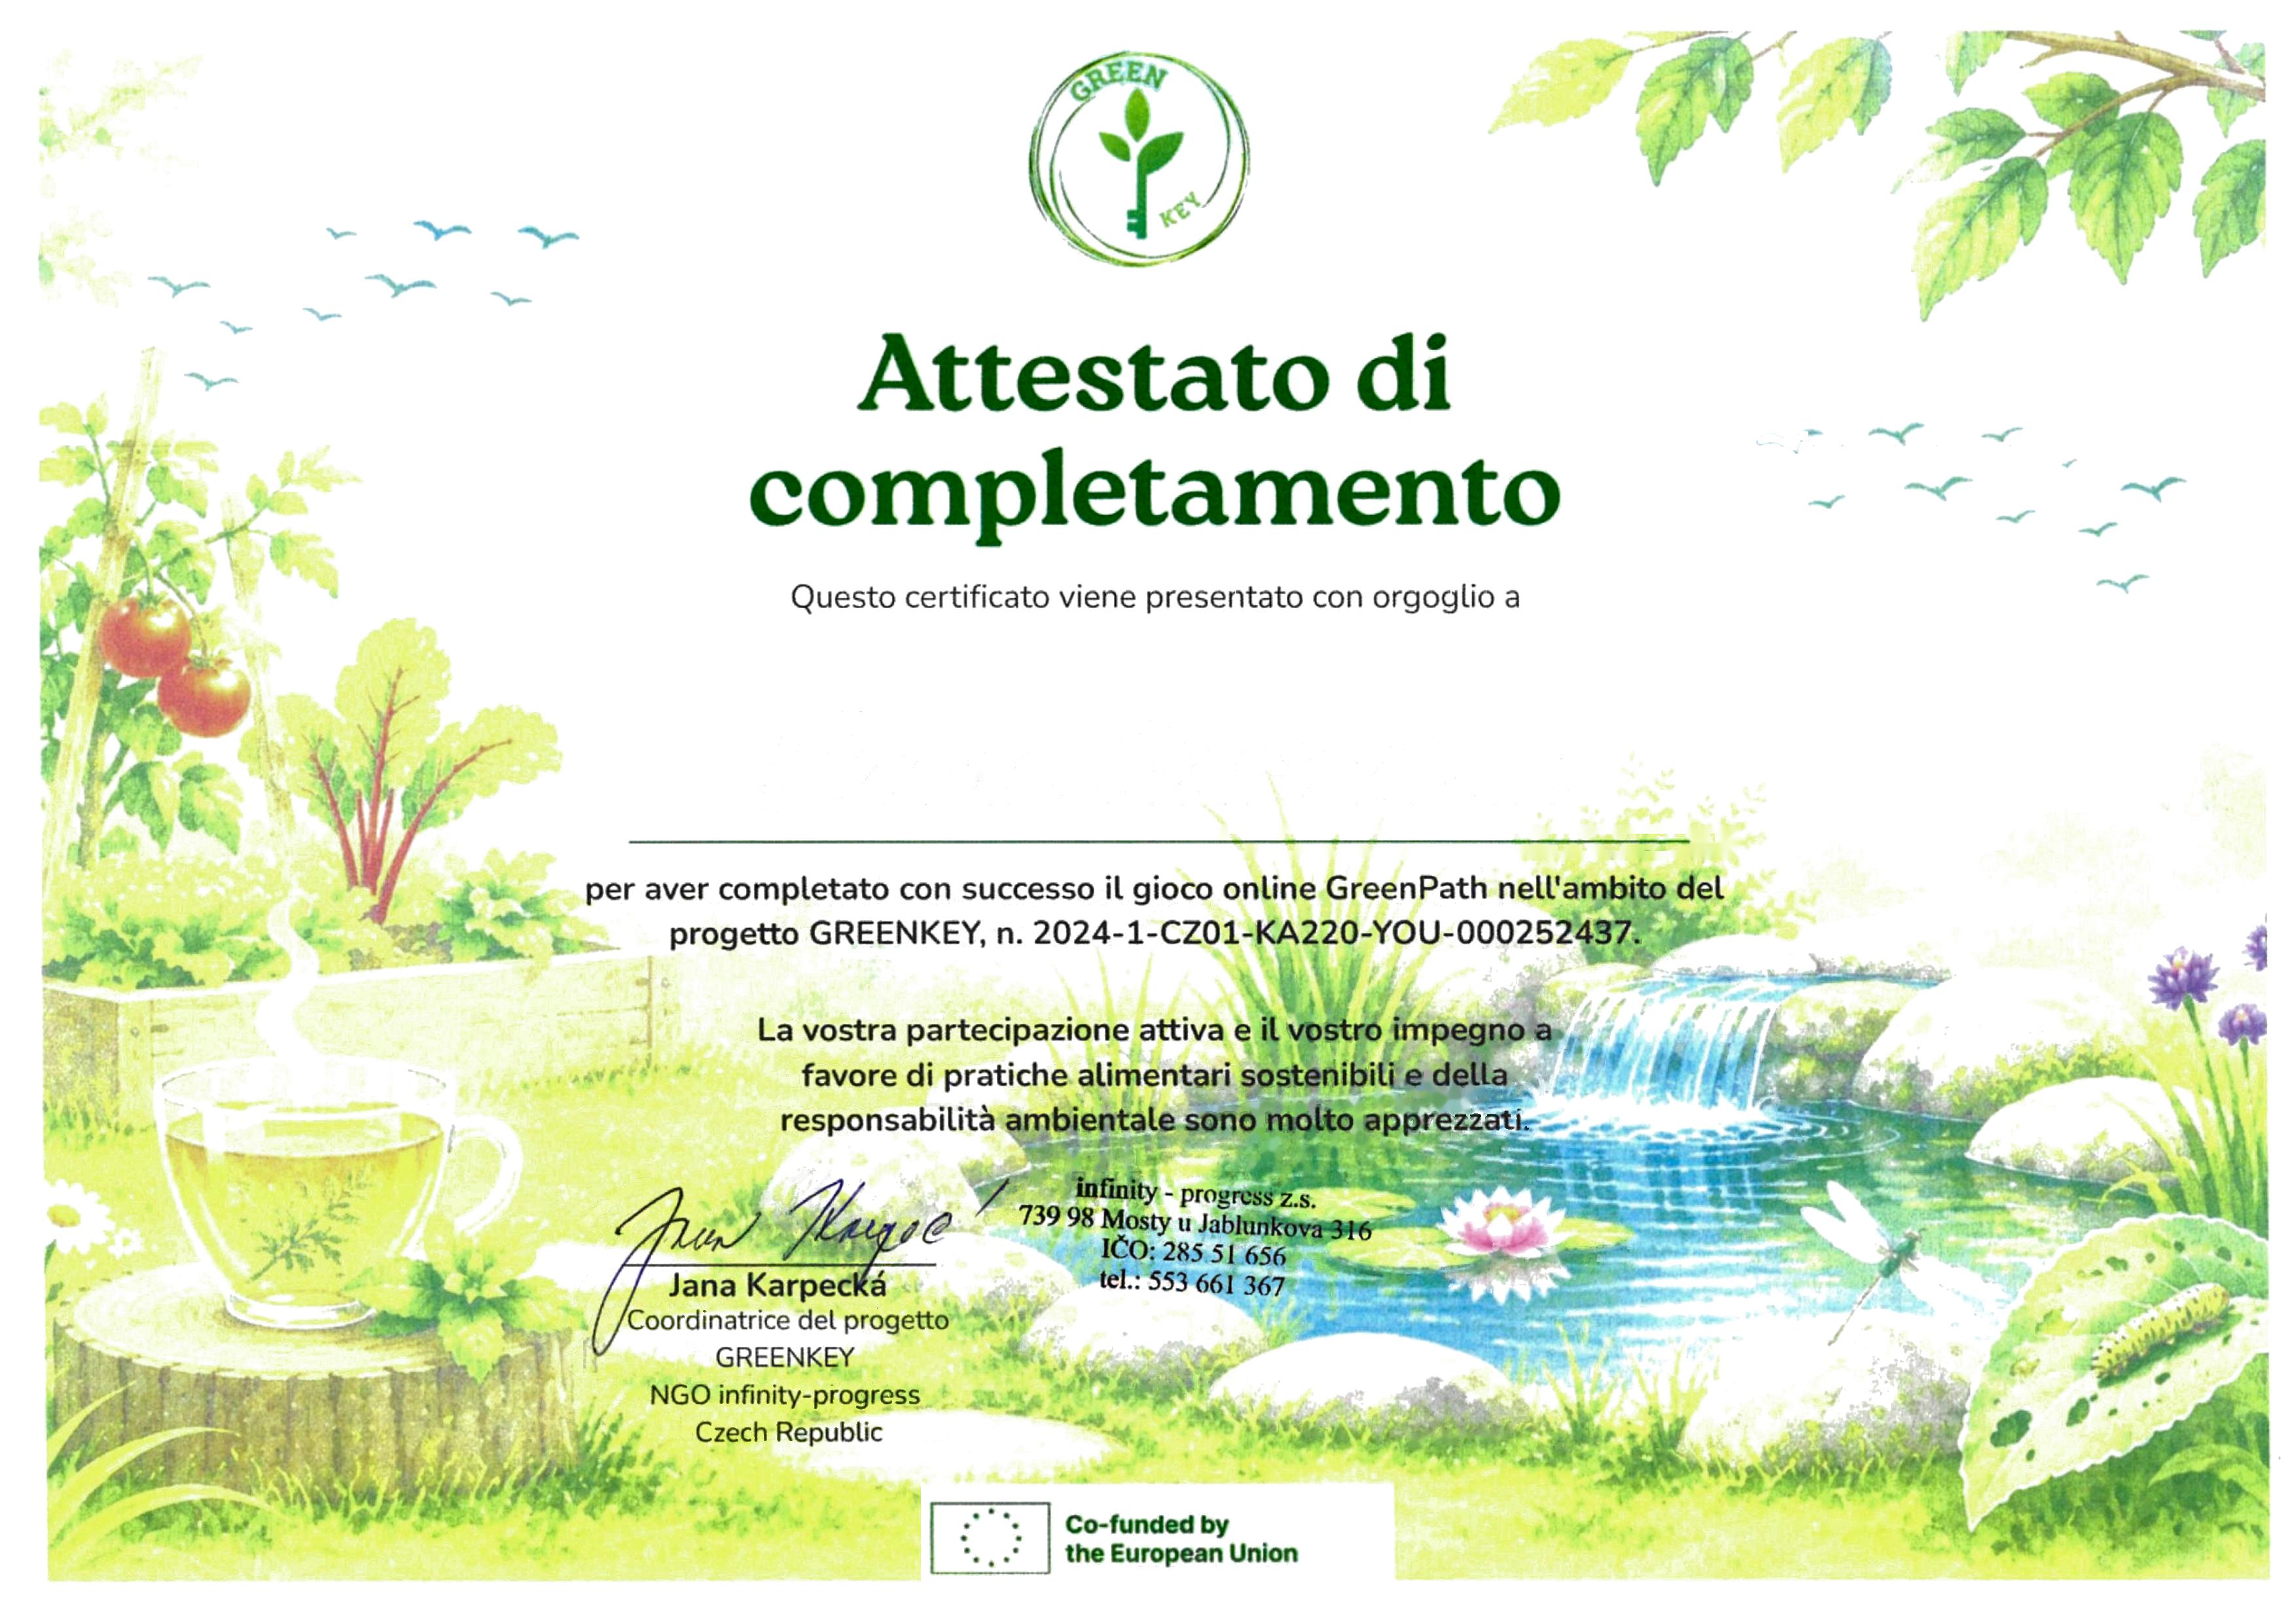 GREEN
KEY
Attestato di
completamento
Questo certificato viene presentato con orgoglio a
per aver completato con successo il gioco online GreenPath nell'ambito del
progetto GREENKEY, n. 2024-1-CZ01-KA220-YOU-000252437.
La vostra partecipazione attiva e il vostro impegno a
favore di pratiche alimentari sostenibili e della
responsabilità ambientale sono molto apprezzati.
infinity - progress z.s.
739 98 Mosty u Jablunkova 316
IČO: 285 51 656
tel.: 553 661 367
Jana Karpecká
Coordinatrice del progetto
GREENKEY
NGO infinity-progress
Czech Republic
Co-funded by
the European Union